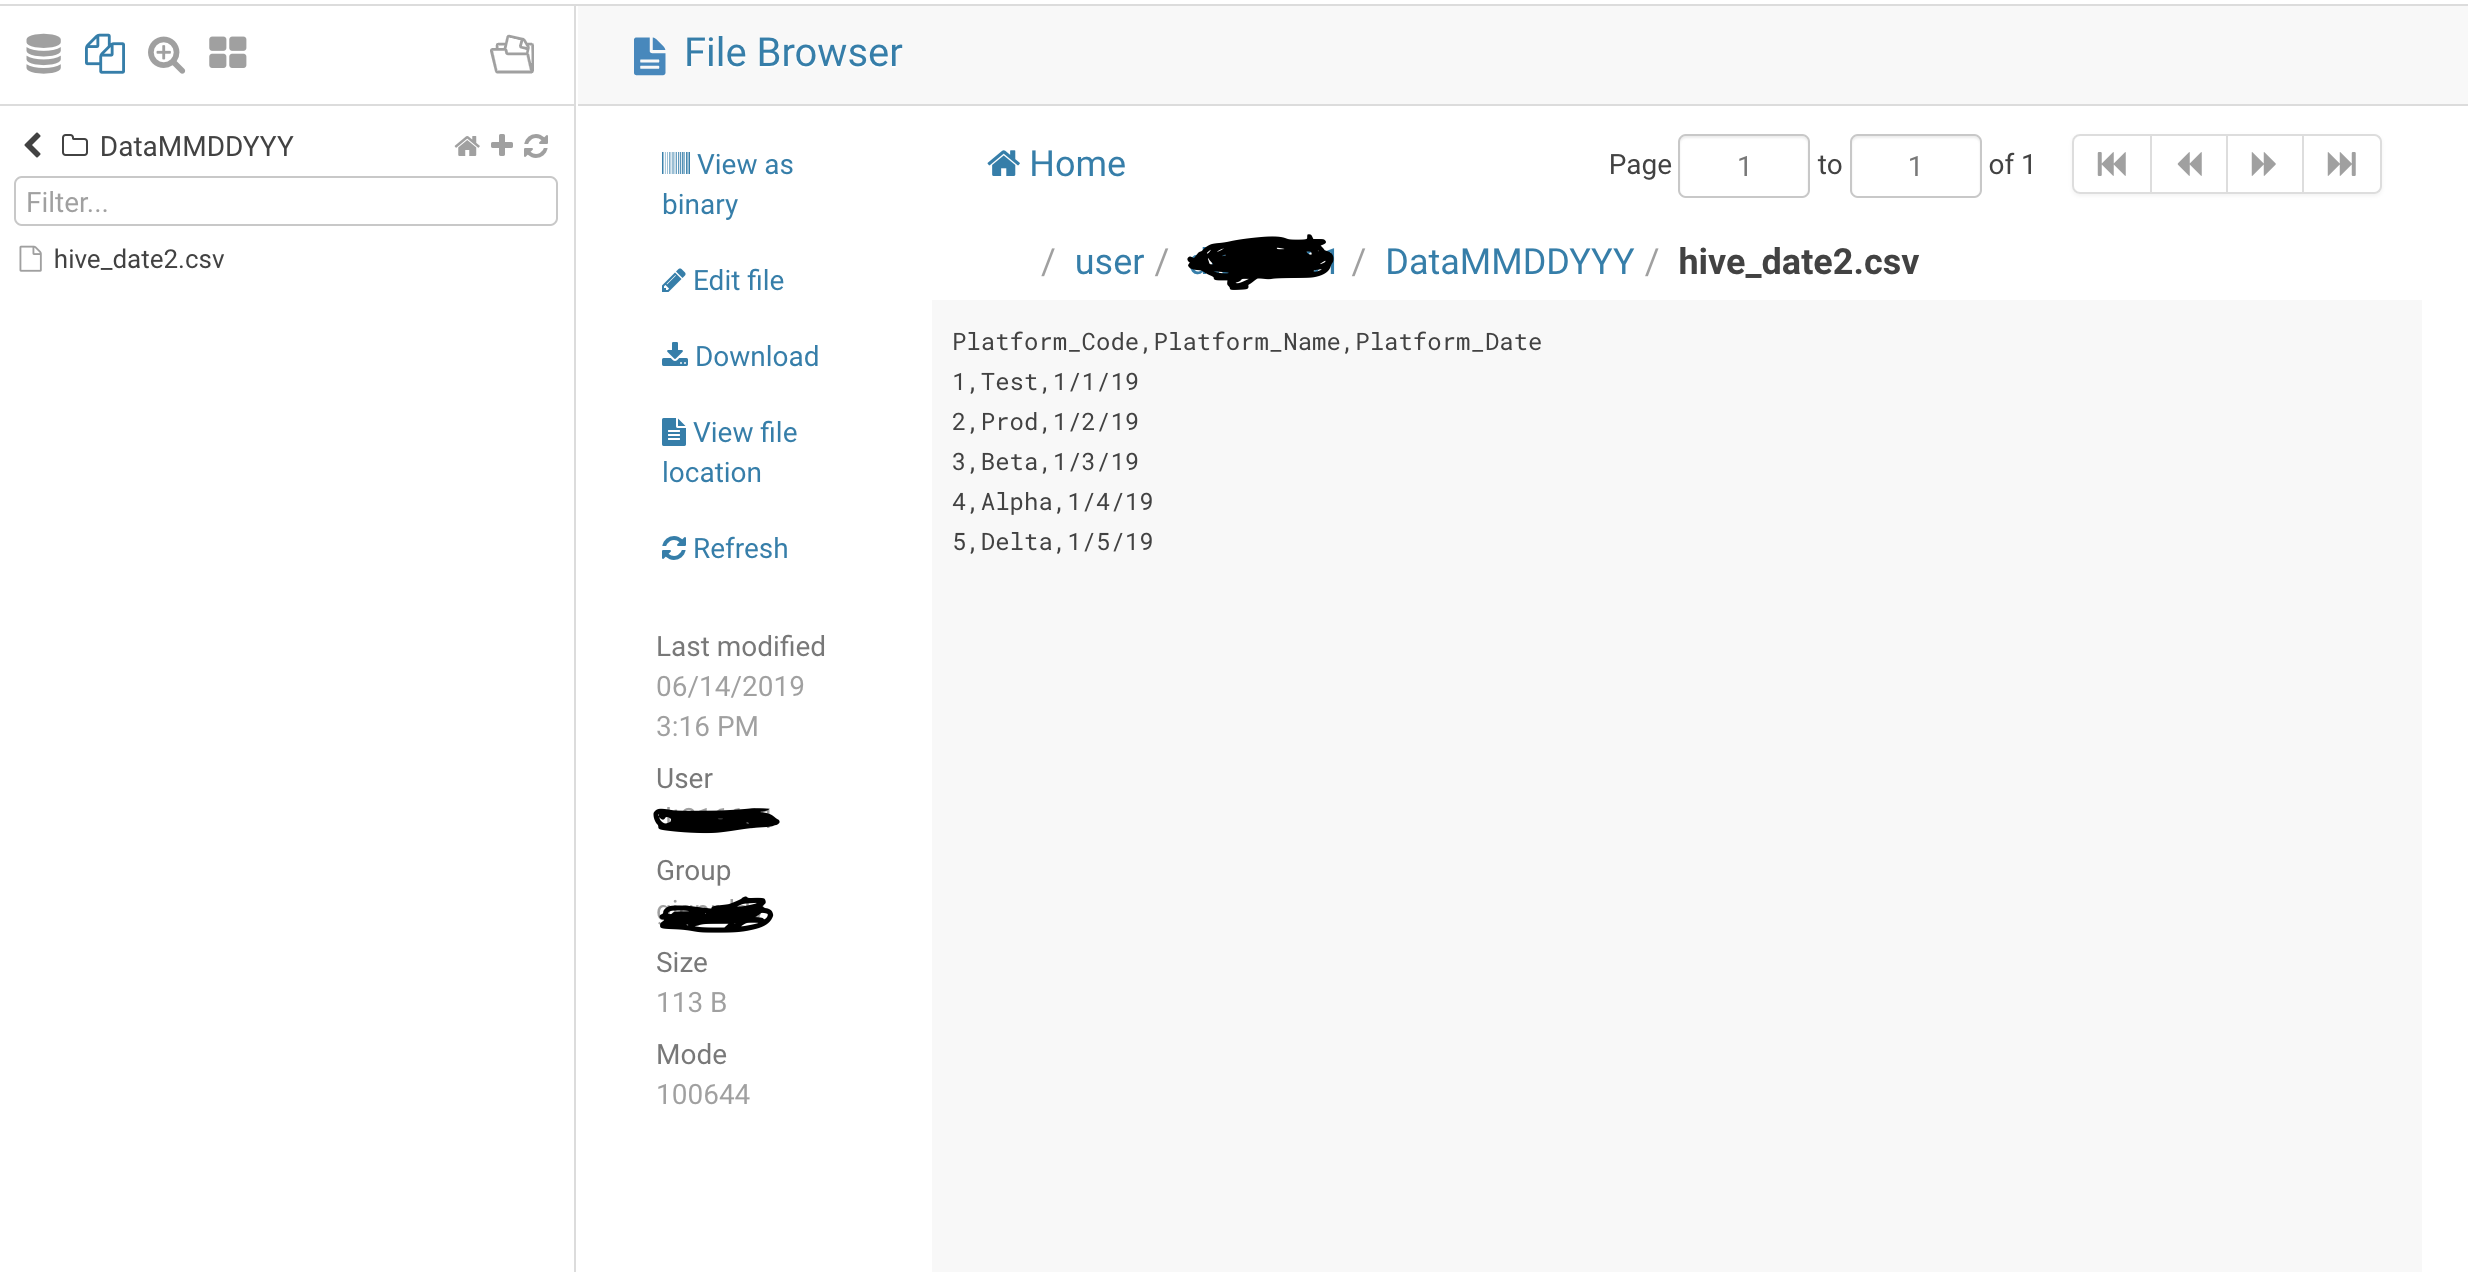 DataMMDDYYY
Filter...
hive_date2.csv
File Browser
View as
binary
Edit file
Download
View file
location
Refresh
Last modified
06/14/2019
3:16 PM
User
Group
Size
113 B
Mode
100644
Home
Page 1 to 1 of 1
/ user / / DataMMDDYYY / hive_date2.csv
Platform_Code,Platform_Name,Platform_Date
1,Test,1/1/19
2,Prod,1/2/19
3,Beta,1/3/19
4,Alpha,1/4/19
5,Delta,1/5/19